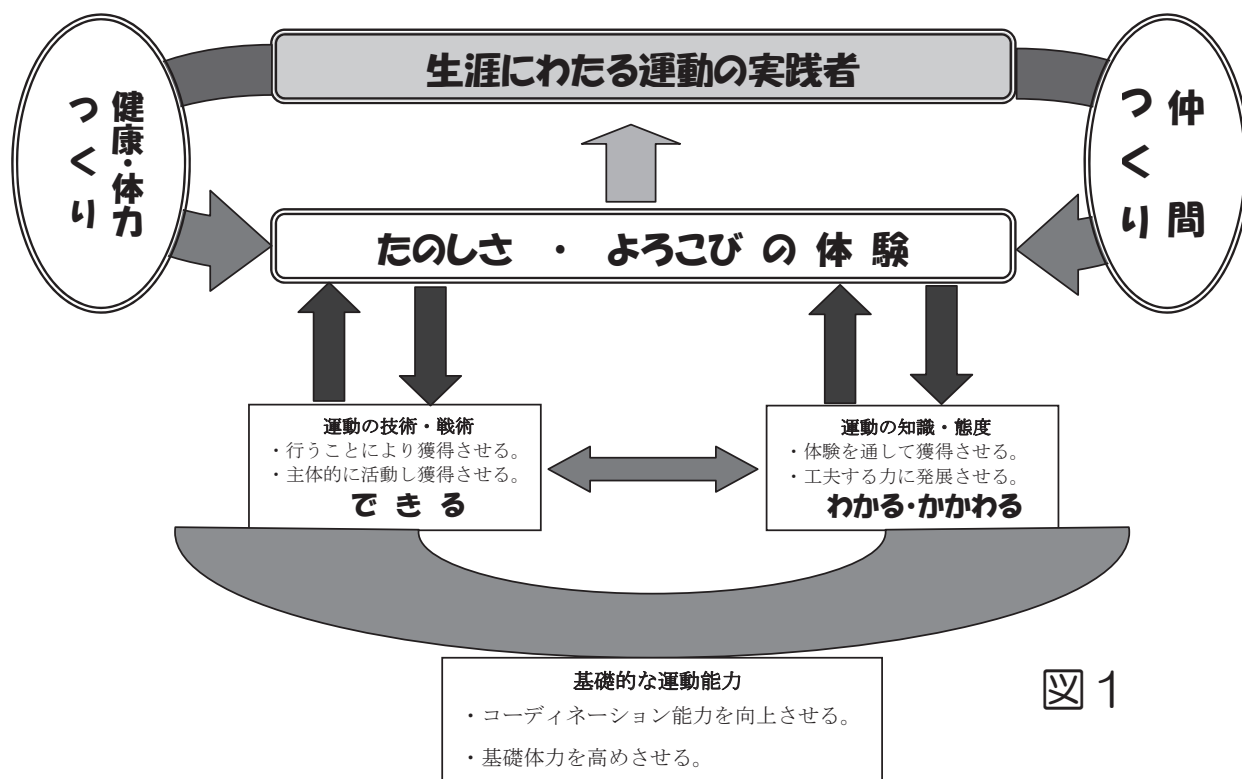 生涯にわたる運動の実践者
健康・体力
つくり
仲間
つくり
たのしさ ・ よろこび の 体 験
運動の技術・戦術
・行うことにより獲得させる。
・主体的に活動し獲得させる。
で き る
運動の知識・態度
・体験を通して獲得させる。
・工夫する力に発展させる。
わかる・かかわる
基礎的な運動能力
・コーディネーション能力を向上させる。
・基礎体力を高めさせる。
図1